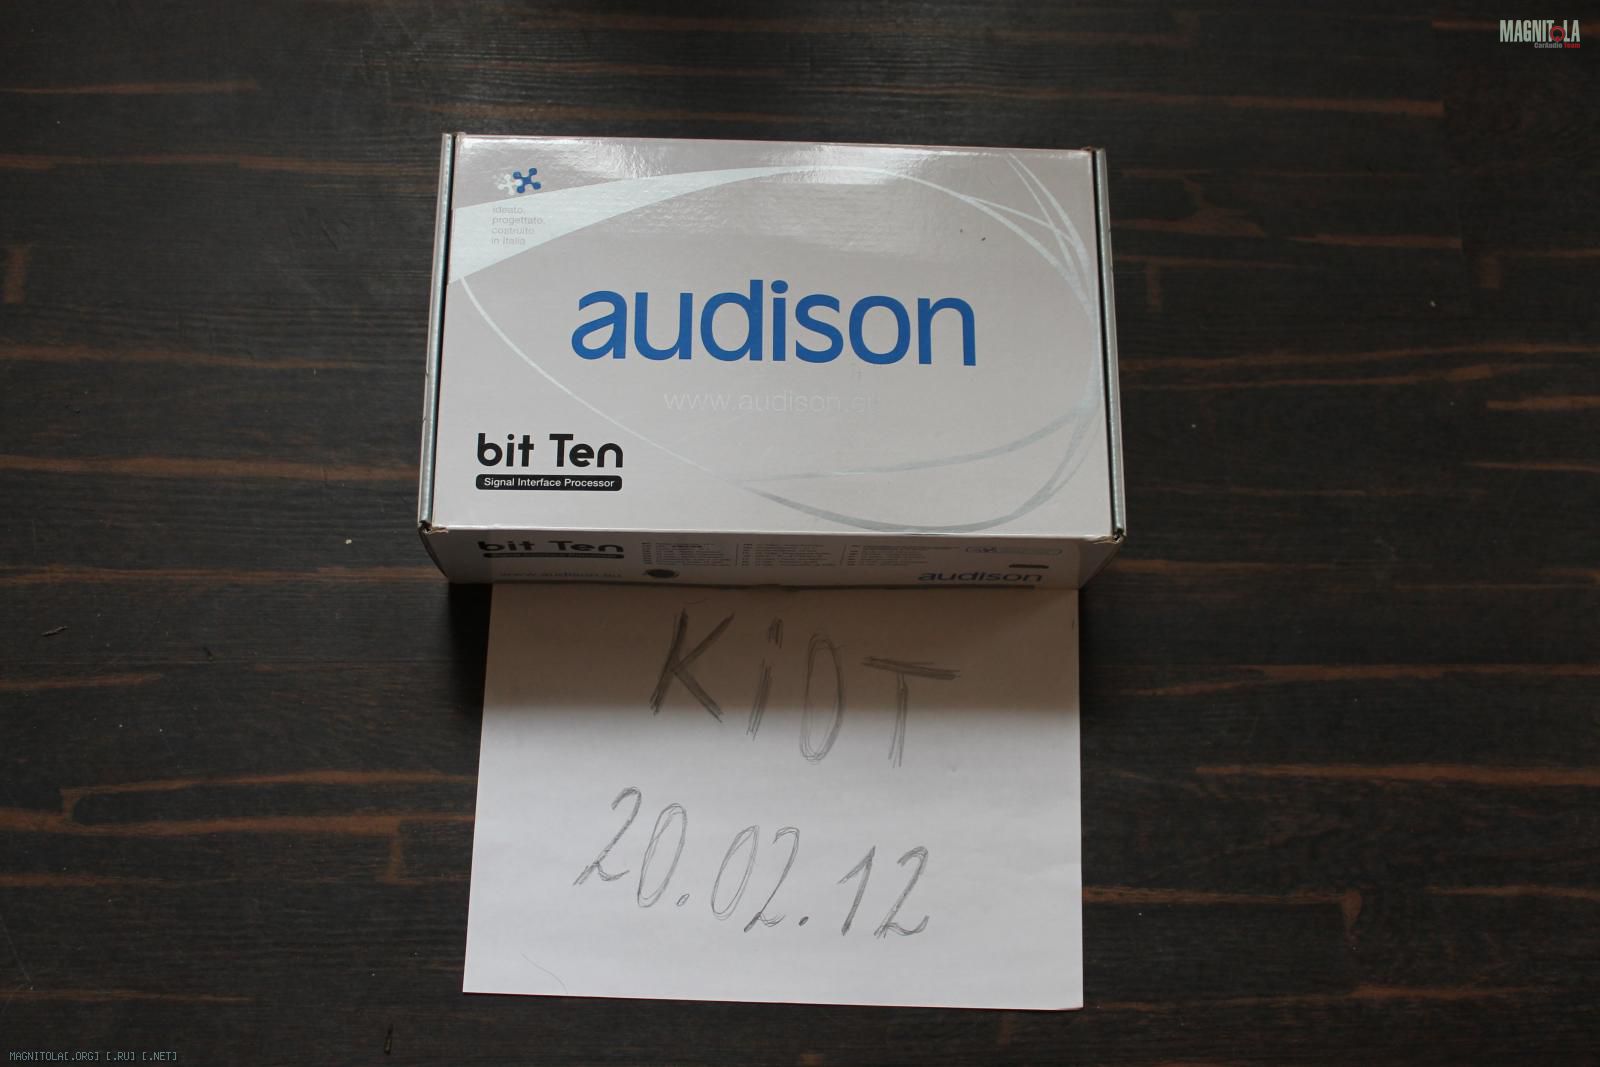 MAGNITOLA
CarAudio Team
ideato,
progettato,
costruito
in Italia
audison
www.audison.eu
bit Ten
Signal Interface Processor
bit Ten
www.audison.eu
audison
KiOT
20.02.12
MAGNITOLA[.ORG] [.RU] [.NET]